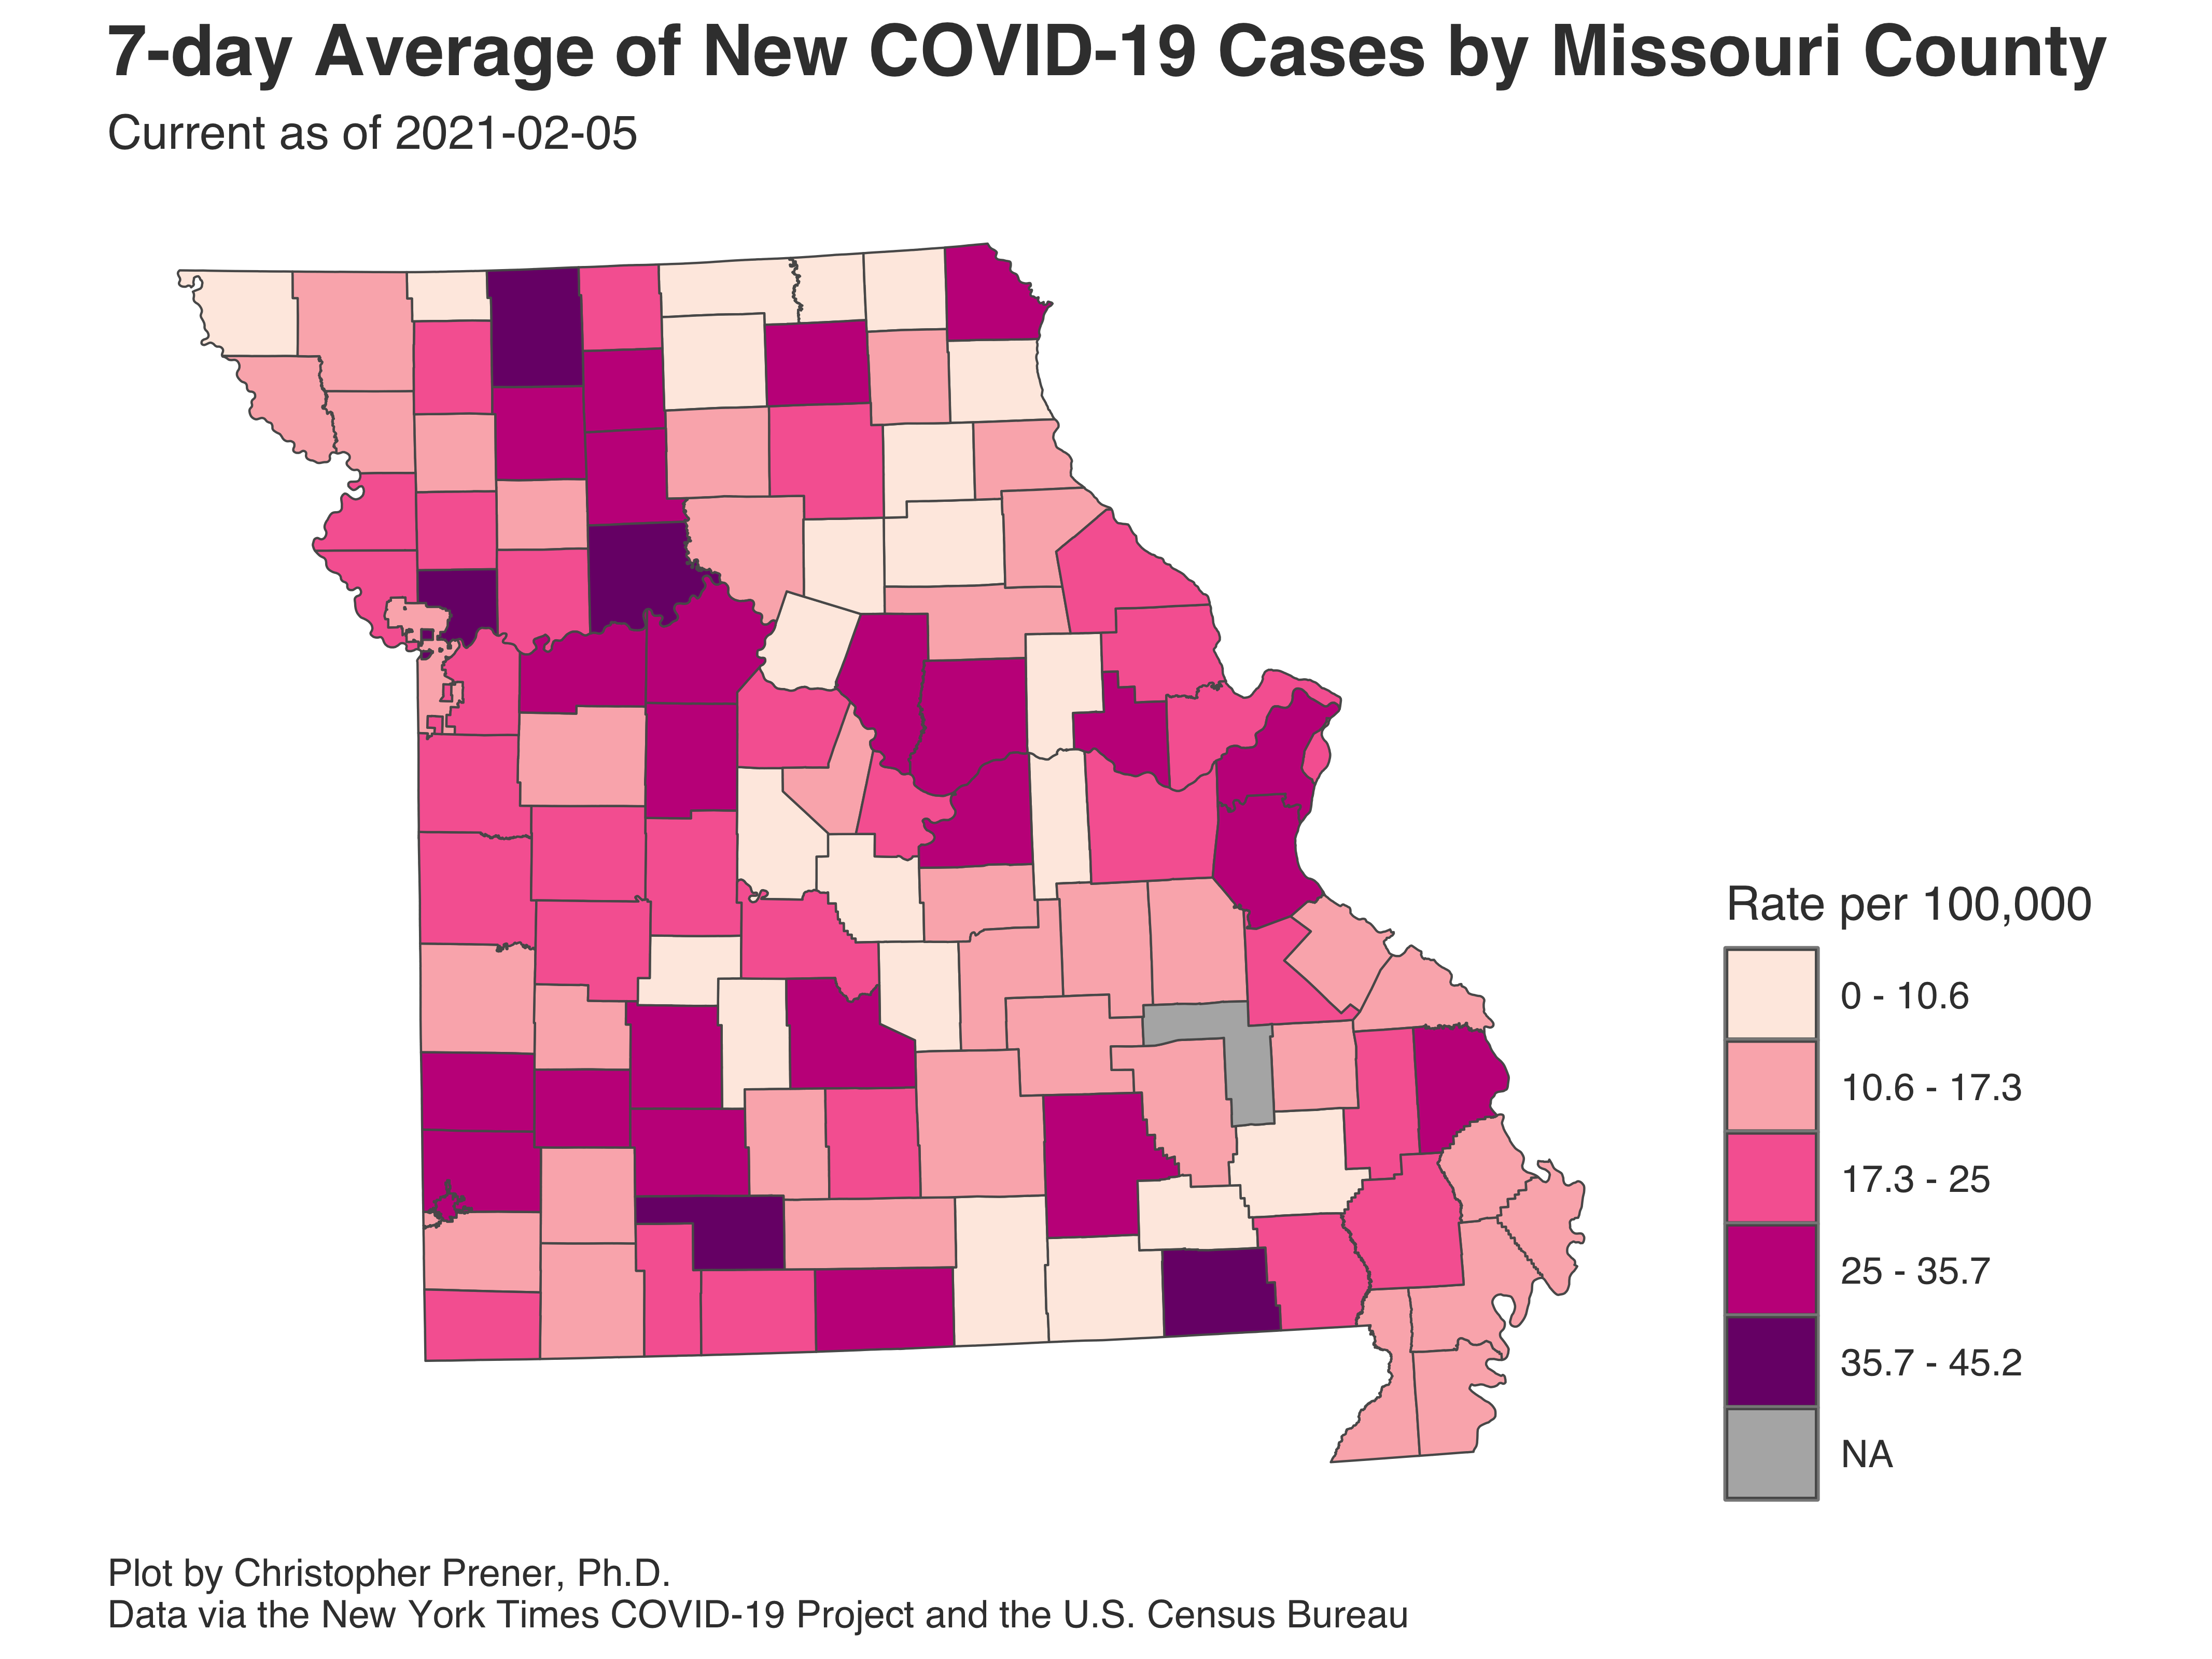 7-day Average of New COVID-19 Cases by Missouri County
Current as of 2021-02-05
Rate per 100,000
0 - 10.6
10.6 - 17.3
17.3 - 25
25 - 35.7
35.7 - 45.2
NA
Plot by Christopher Prener, Ph.D.
Data via the New York Times COVID-19 Project and the U.S. Census Bureau